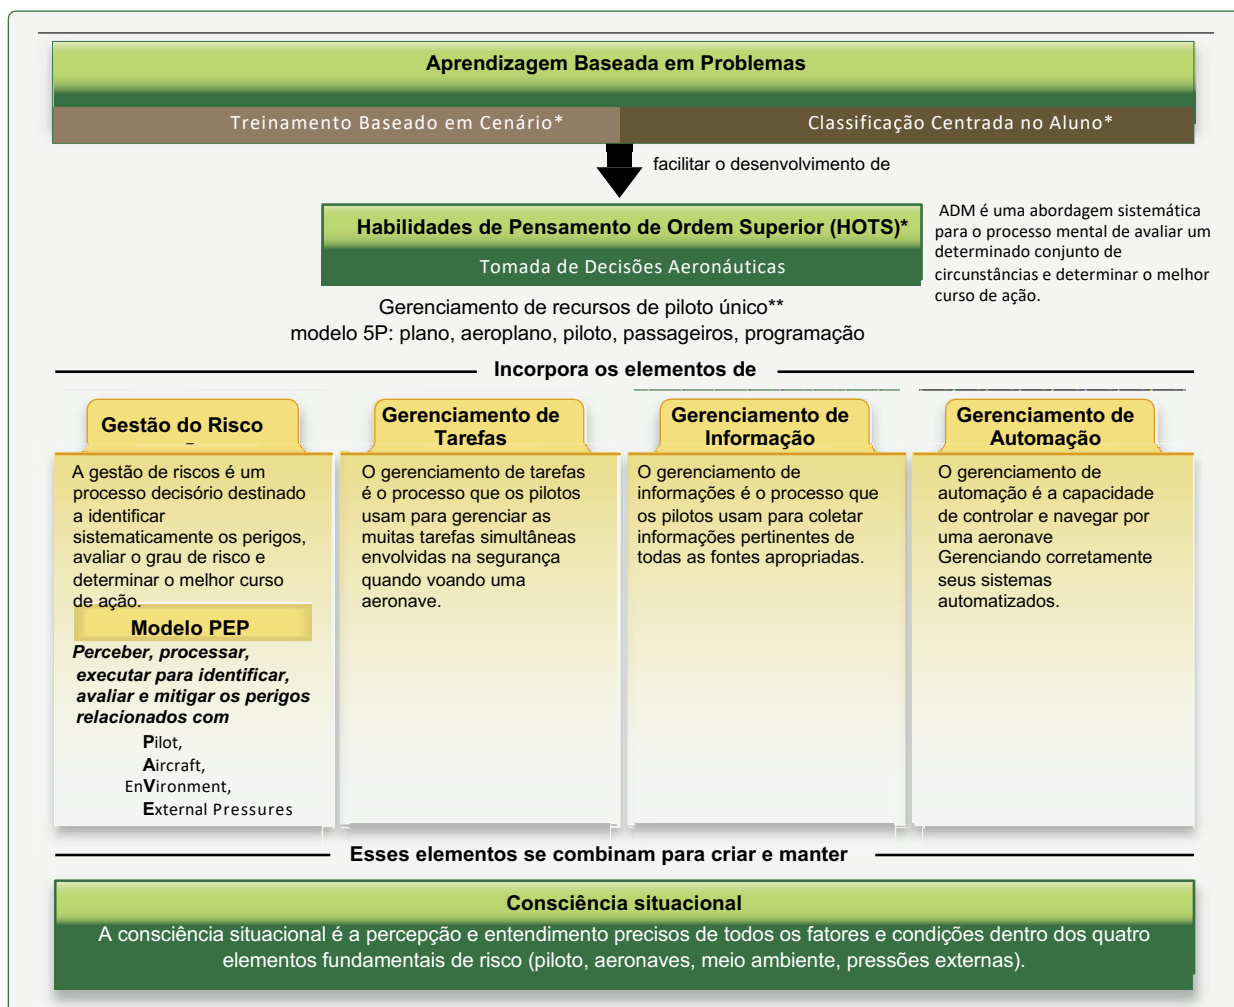 Aprendizagem Baseada em Problemas
Treinamento Baseado em Cenário*
Classificação Centrada no Aluno*
facilitar o desenvolvimento de
Habilidades de Pensamento de Ordem Superior (HOTS)*
Tomada de Decisões Aeronáuticas
ADM é uma abordagem sistemática
para o processo mental de avaliar um
determinado conjunto de
circunstâncias e determinar o melhor
curso de ação.
Gerenciamento de recursos de piloto único**
modelo 5P: plano, aeroplano, piloto, passageiros, programação
Incorpora os elementos de
Gestão do Risco
A gestão de riscos é um
processo decisório destinado
a identificar
sistematicamente os perigos,
avaliar o grau de risco e
determinar o melhor curso
de ação.
Modelo PEP
Perceber, processar,
executar para identificar,
avaliar e mitigar os perigos
relacionados com
Pilot,
Aircraft,
EnVironment,
External Pressures
Gerenciamento de
Tarefas
O gerenciamento de tarefas
é o processo que os pilotos
usam para gerenciar as
muitas tarefas simultâneas
envolvidas na segurança
quando voando uma
aeronave.
Gerenciamento de
Informação
O gerenciamento de
informações é o processo que
os pilotos usam para coletar
informações pertinentes de
todas as fontes apropriadas.
Gerenciamento de
Automação
O gerenciamento de
automação é a capacidade
de controlar e navegar por
uma aeronave
Gerenciando corretamente
seus sistemas
automatizados.
Esses elementos se combinam para criar e manter
Consciência situacional
A consciência situacional é a percepção e entendimento precisos de todos os fatores e condições dentro dos quatro
elementos fundamentais de risco (piloto, aeronaves, meio ambiente, pressões externas).